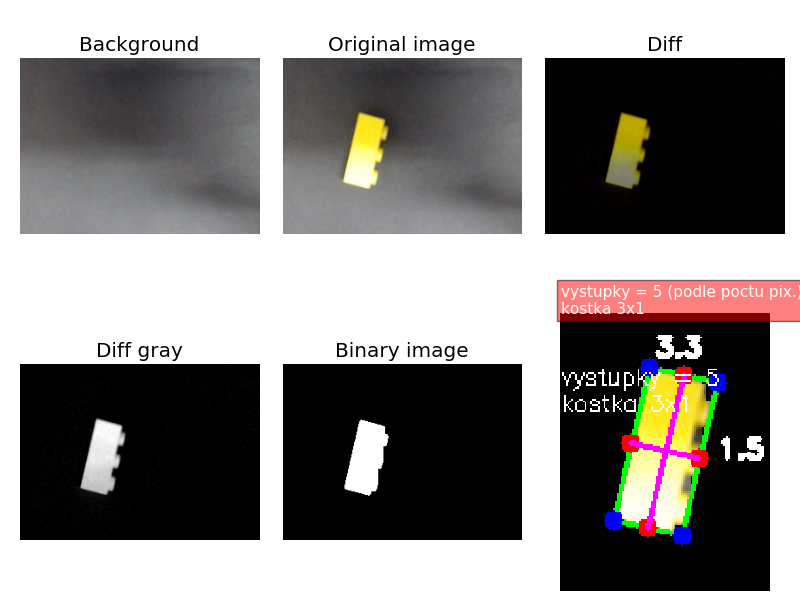 Background
Original image
Diff
vystupky = 5 (podle poctu pix.)
kostka 3x1
Diff gray
Binary image
3.3
vystupky = 5
kostka 3x1
1.5